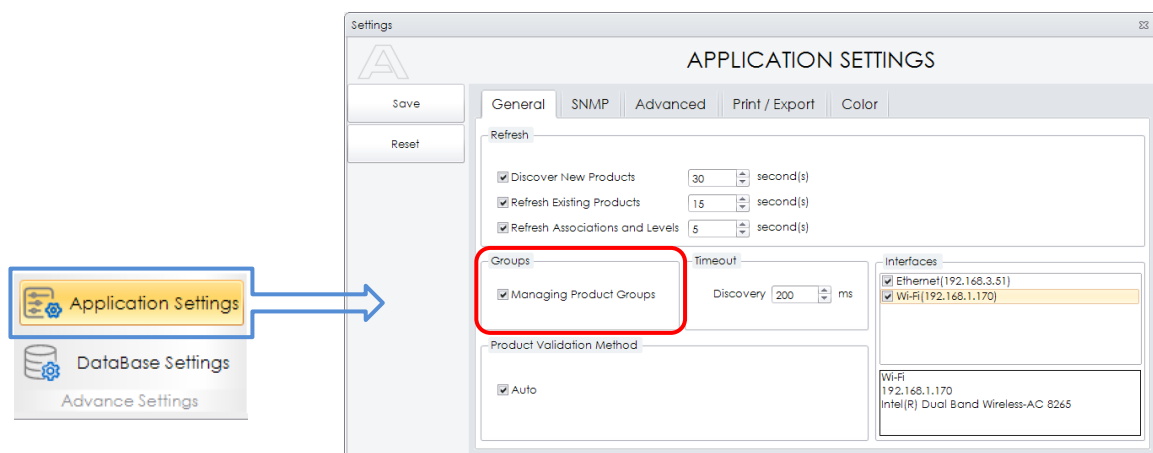 Settings
APPLICATION SETTINGS
Save
Reset
General SNMP Advanced Print / Export Color
Refresh
Discover New Products 30 second(s)
Refresh Existing Products 15 second(s)
Refresh Associations and Levels 5 second(s)
Groups
Managing Product Groups
Timeout
Discovery 200 ms
Interfaces
Ethernet(192.168.3.51)
Wi-Fi(192.168.1.170)
Product Validation Method
Auto
Wi-Fi
192.168.1.170
Intel(R) Dual Band Wireless-AC 8265
Application Settings
DataBase Settings
Advance Settings